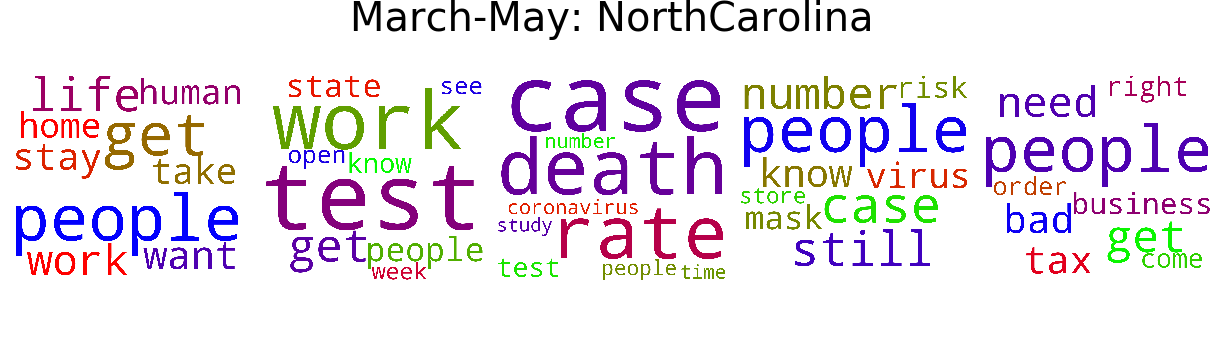 March-May: NorthCarolina
life human
home get
stay take
people
work want
state see
work
open know
test
get people
week
case
number
death
coronavirus
study rate
test people time
number risk
people
know virus
store case
mask
still
need right
people
order
bad business
get
tax come